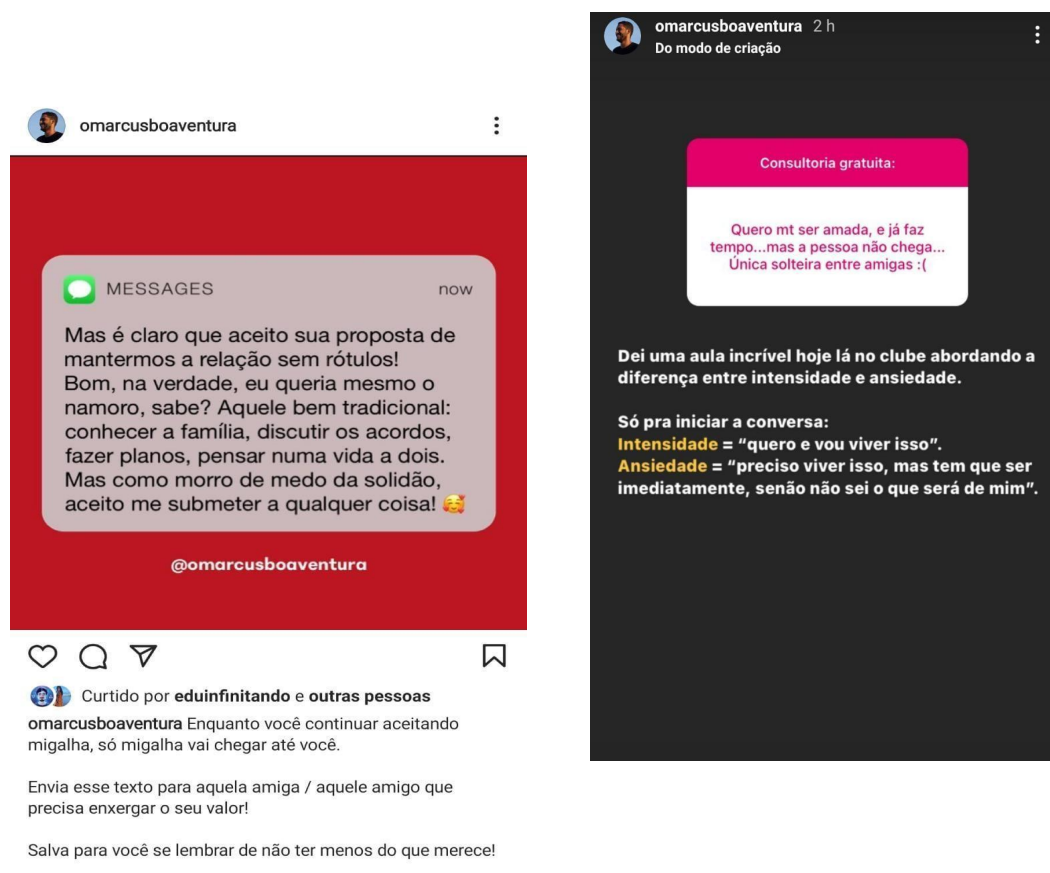 omarcusboaventura
MESSAGES now
Mas é claro que aceito sua proposta de
mantermos a relação sem rótulos!
Bom, na verdade, eu queria mesmo o
namoro, sabe? Aquele bem tradicional:
conhecer a família, discutir os acordos,
fazer planos, pensar numa vida a dois.
Mas como morro de medo da solidão,
aceito me submeter a qualquer coisa! 🥰
@omarcusboaventura
Curtido por eduinfinitando e outras pessoas
omarcusboaventura Enquanto você continuar aceitando
migalha, só migalha vai chegar até você.
Envia esse texto para aquela amiga / aquele amigo que
precisa enxergar o seu valor!
Salva para você se lembrar de não ter menos do que merece!
omarcusboaventura 2 h
Do modo de criação
Consultoria gratuita:
Quero mt ser amada, e já faz
tempo...mas a pessoa não chega...
Única solteira entre amigas :(
Dei uma aula incrível hoje lá no clube abordando a
diferença entre intensidade e ansiedade.
Só pra iniciar a conversa:
Intensidade = “quero e vou viver isso”.
Ansiedade = “preciso viver isso, mas tem que ser
imediatamente, senão não sei o que será de mim”.